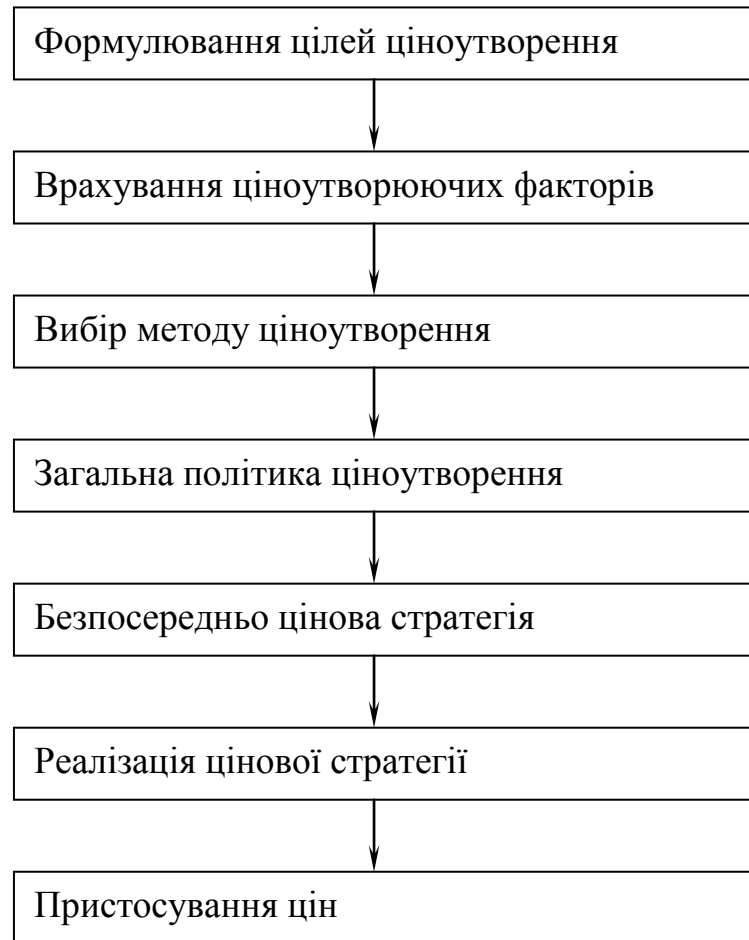 Формулювання цілей ціноутворення
Врахування ціноутворюючих факторів
Вибір методу ціноутворення
Загальна політика ціноутворення
Безпосередньо цінова стратегія
Реалізація цінової стратегії
Пристосування цін